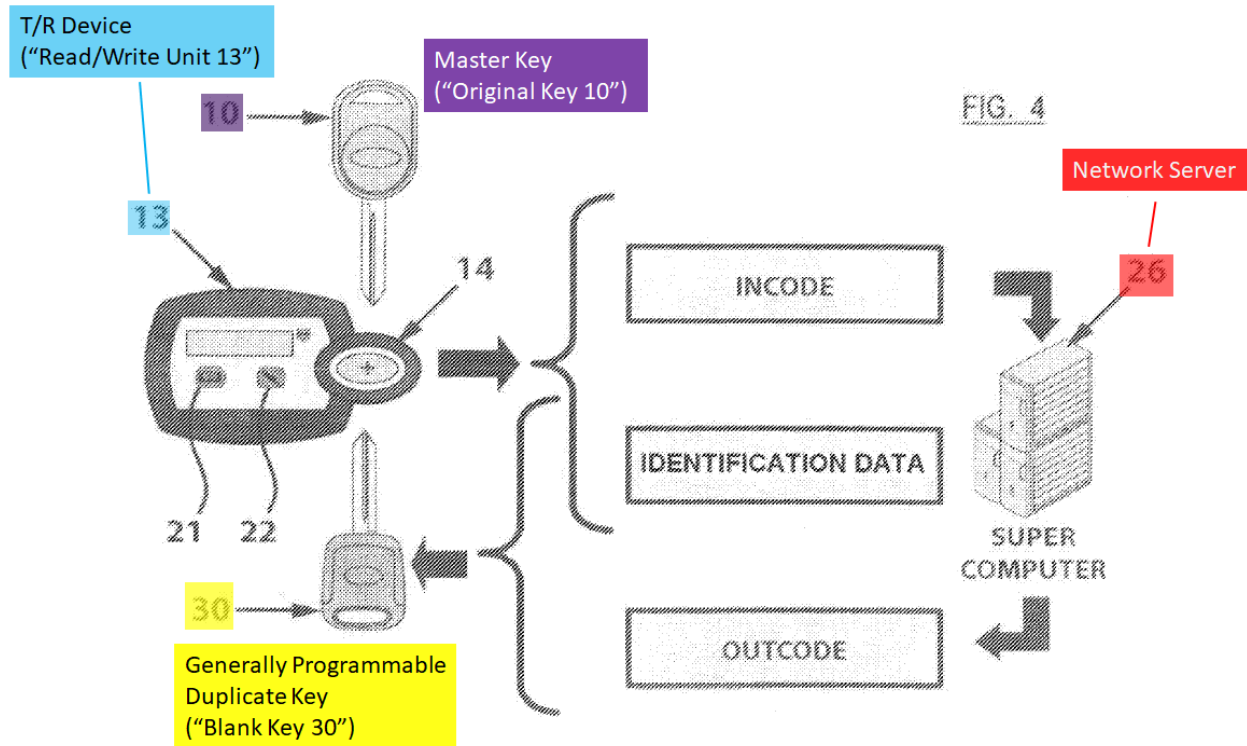 T/R Device
(“Read/Write Unit 13”)
Master Key
(“Original Key 10”)
10
FIG. 4
Network Server
13
14
26
INCODE
IDENTIFICATION DATA
21 22
SUPER
COMPUTER
30
OUTCODE
Generally Programmable
Duplicate Key
(“Blank Key 30”)